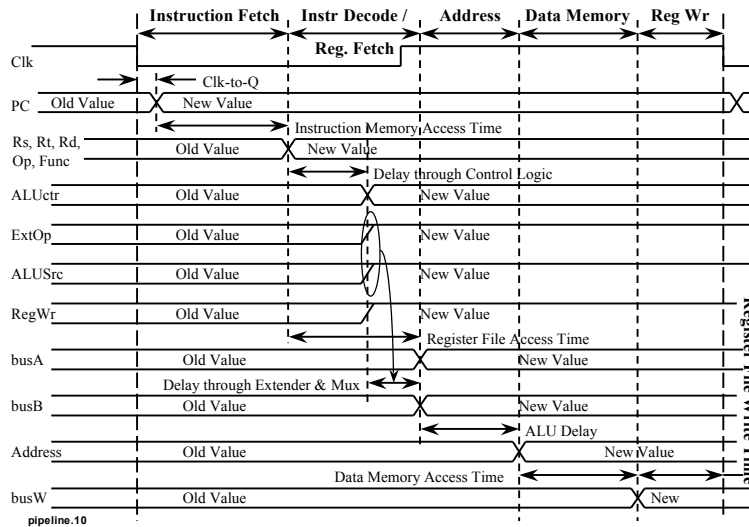 Instruction Fetch Instr Decode / Address Data Memory Reg Wr
Clk Reg. Fetch
Clk-to-Q
PC Old Value New Value
Instruction Memory Access Time
Rs, Rt, Rd,
Op, Func Old Value New Value
Delay through Control Logic
ALUctr Old Value New Value
ExtOp Old Value New Value
ALUSrc Old Value New Value
RegWr Old Value New Value
Register File Access Time
busA Old Value New Value
Delay through Extender & Mux
busB Old Value New Value
ALU Delay
Address Old Value New Value
Data Memory Access Time
busW Old Value New
Register File Write Time
pipeline.10